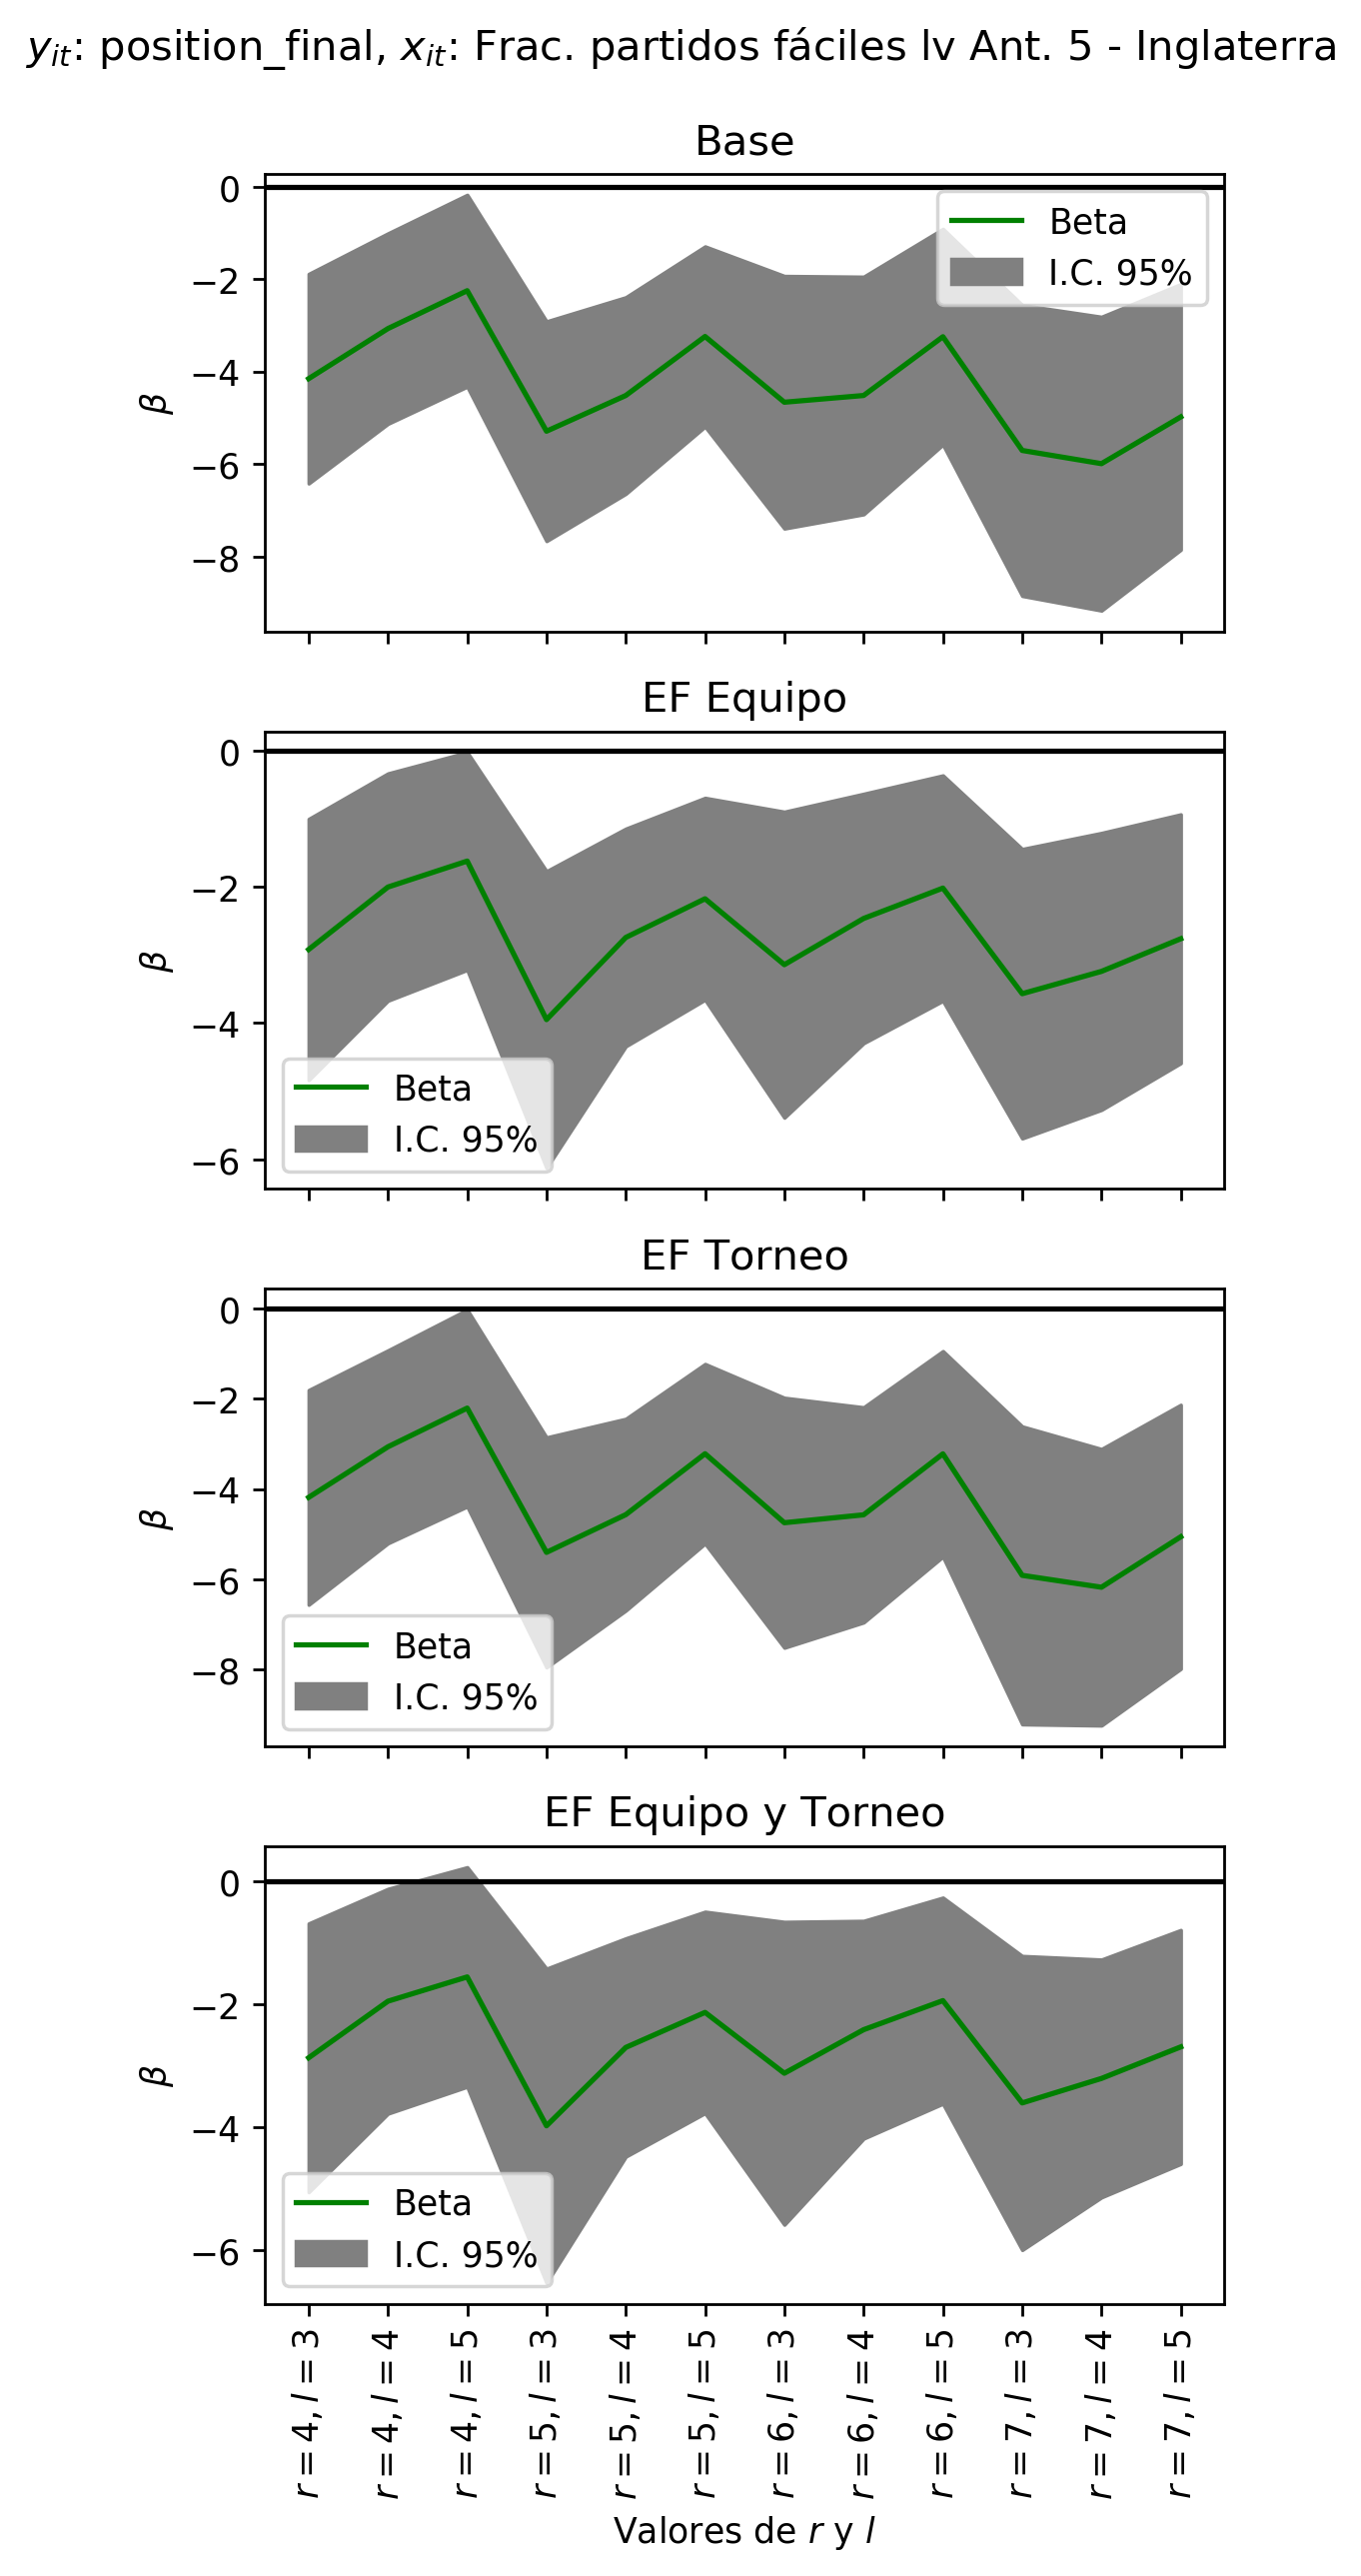 y_it: position_final, x_it: Frac. partidos fáciles lv Ant. 5 - Inglaterra
Base
0
−2
−4
−6
−8
β
Beta
I.C. 95%
EF Equipo
0
−2
−4
−6
β
Beta
I.C. 95%
EF Torneo
0
−2
−4
−6
−8
β
Beta
I.C. 95%
EF Equipo y Torneo
0
−2
−4
−6
β
Beta
I.C. 95%
r = 4, l = 3
r = 4, l = 4
r = 4, l = 5
r = 5, l = 3
r = 5, l = 4
r = 5, l = 5
r = 6, l = 3
r = 6, l = 4
r = 6, l = 5
r = 7, l = 3
r = 7, l = 4
r = 7, l = 5
Valores de r y l